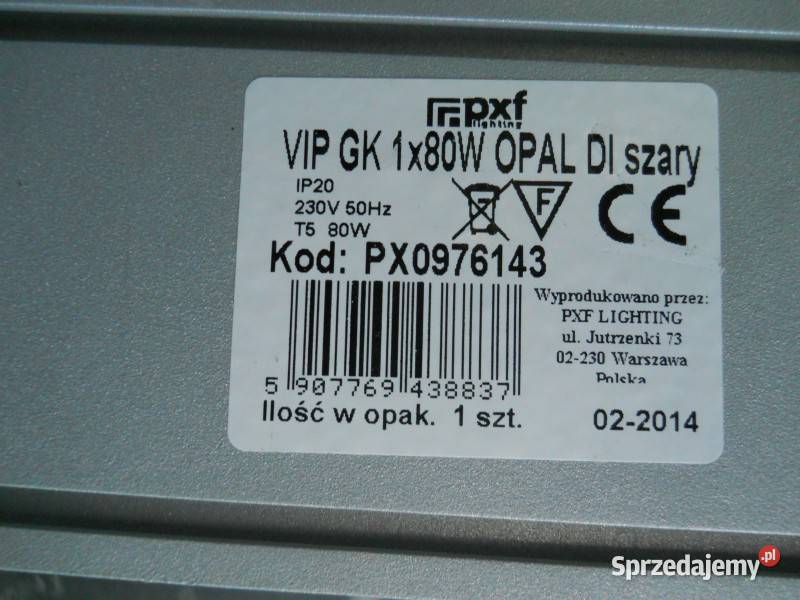 pxf
lighting
VIP GK 1x80W OPAL DI szary
IP20
230V 50Hz
T5 80W
F
CE
Kod: PX0976143
Wyprodukowano przez:
PXF LIGHTING
ul. Jutrzenki 73
02-230 Warszawa
Polska
5 907769 438837
Ilość w opak. 1 szt.
02-2014
Sprzedajemy.pl